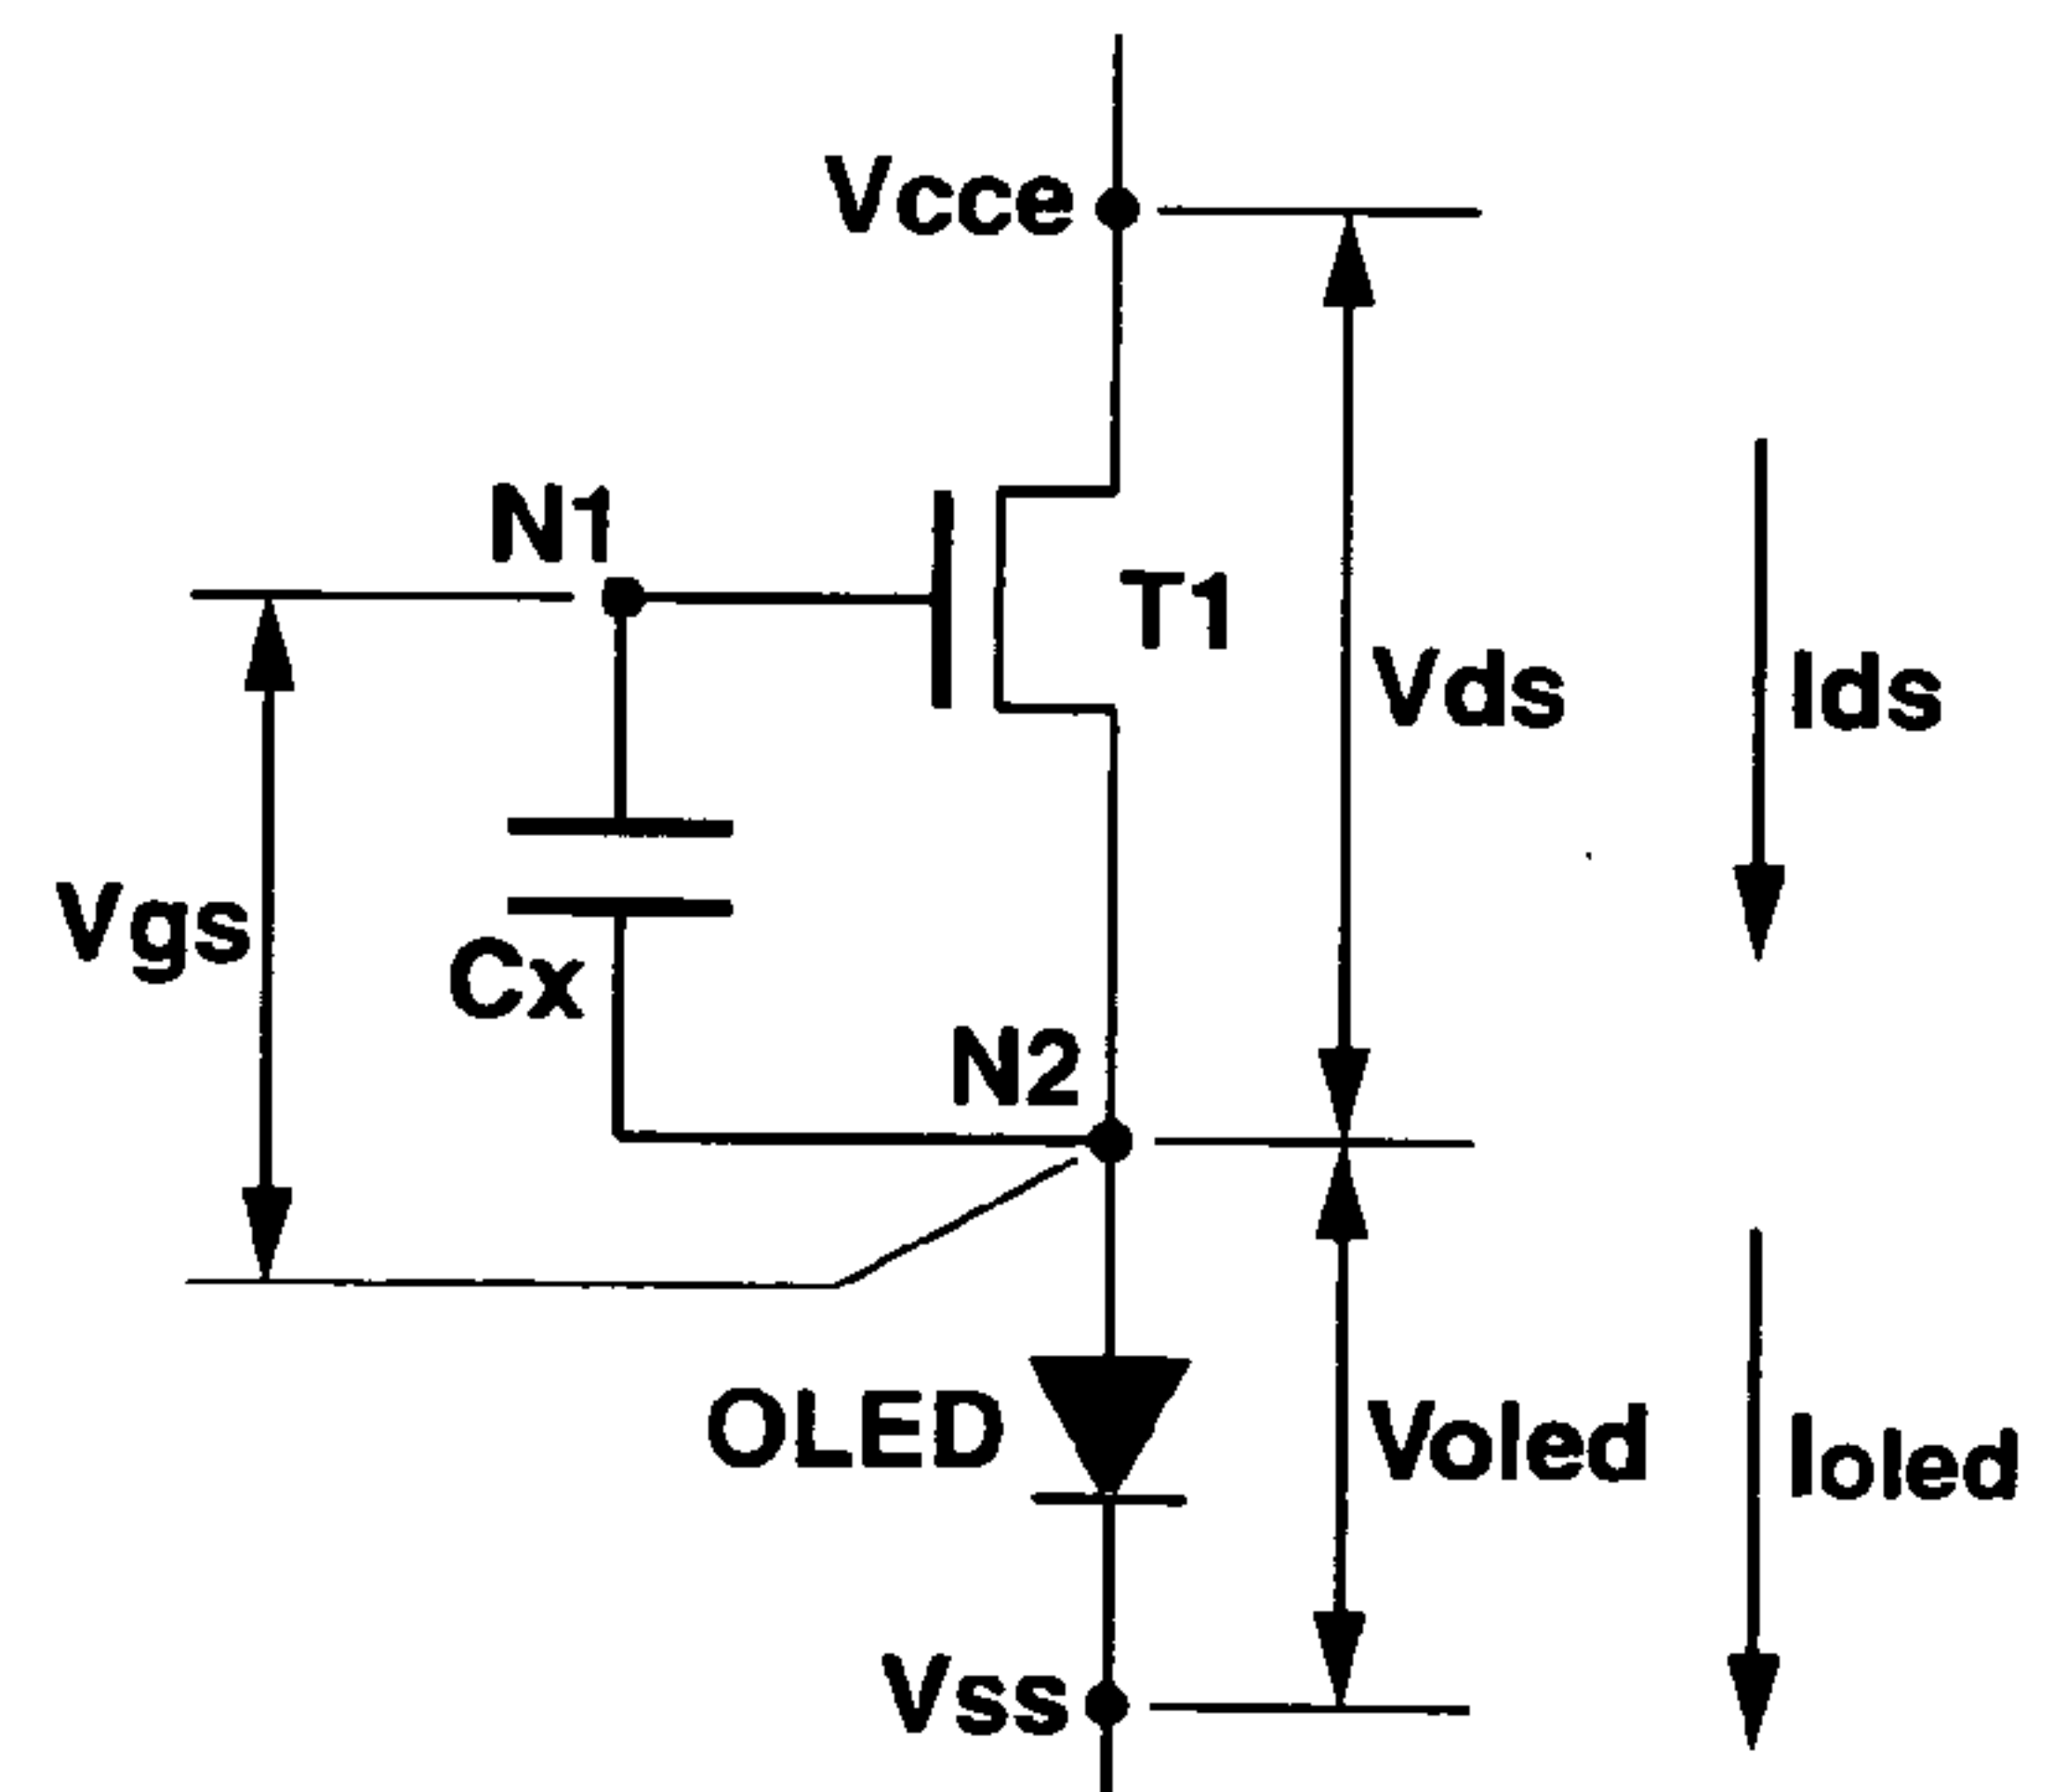 Vcce
N1
T1
Vds
Ids
Vgs
Cx
N2
OLED
Voled
Ioled
Vss